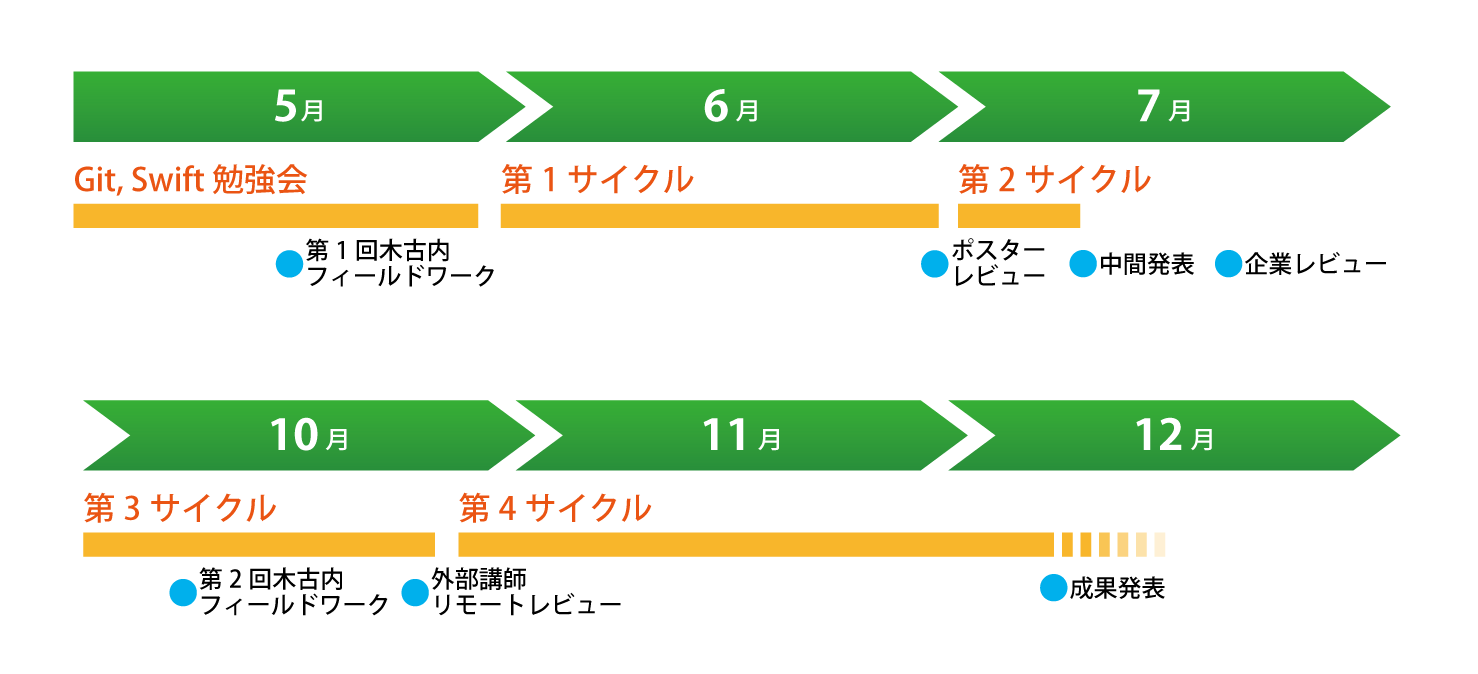 5月
6月
7月
Git, Swift 勉強会
第 1 サイクル
第 2 サイクル
第 1 回木古内
フィールドワーク
ポスター
レビュー
中間発表
企業レビュー
10月
11月
12月
第 3 サイクル
第 4 サイクル
第 2 回木古内
フィールドワーク
外部講師
リモートレビュー
成果発表